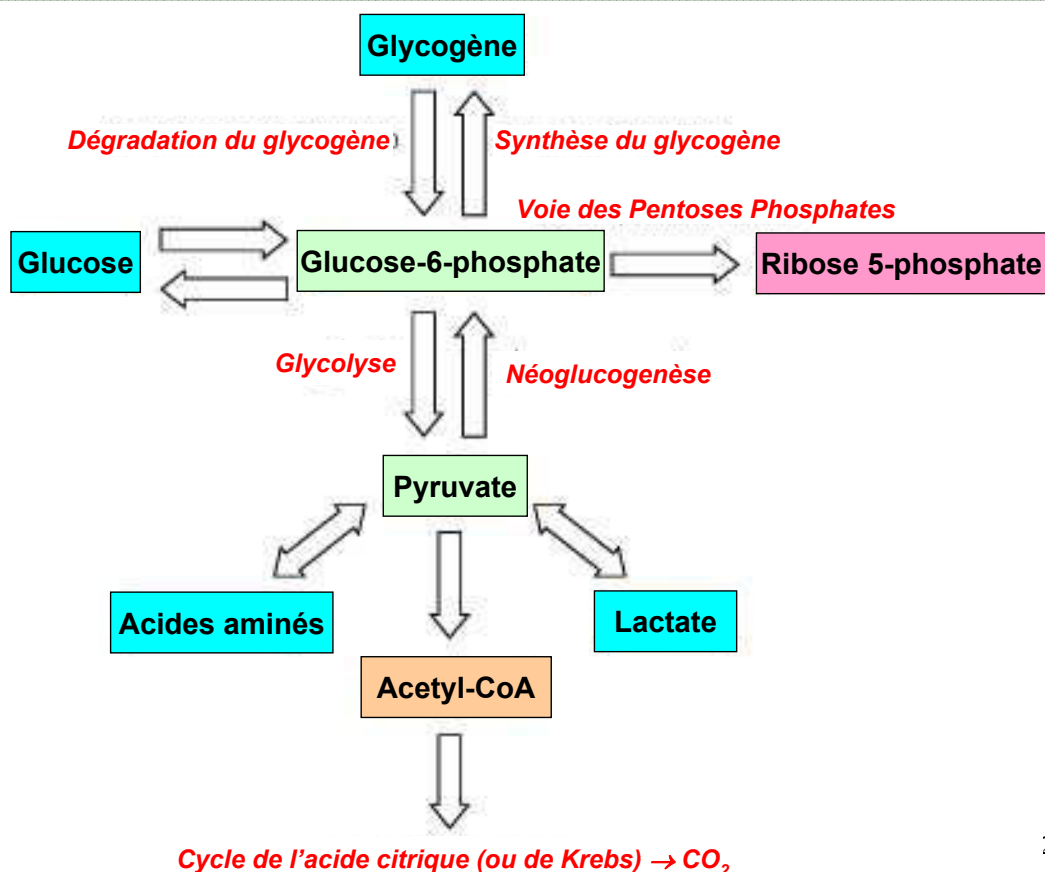 Glycogène
Dégradation du glycogène
Synthèse du glycogène
Voie des Pentoses Phosphates
Glucose
Glucose-6-phosphate
Ribose 5-phosphate
Glycolyse
Néoglucogenèse
Pyruvate
Acides aminés
Lactate
Acetyl-CoA
Cycle de l'acide citrique (ou de Krebs) → CO₂
2